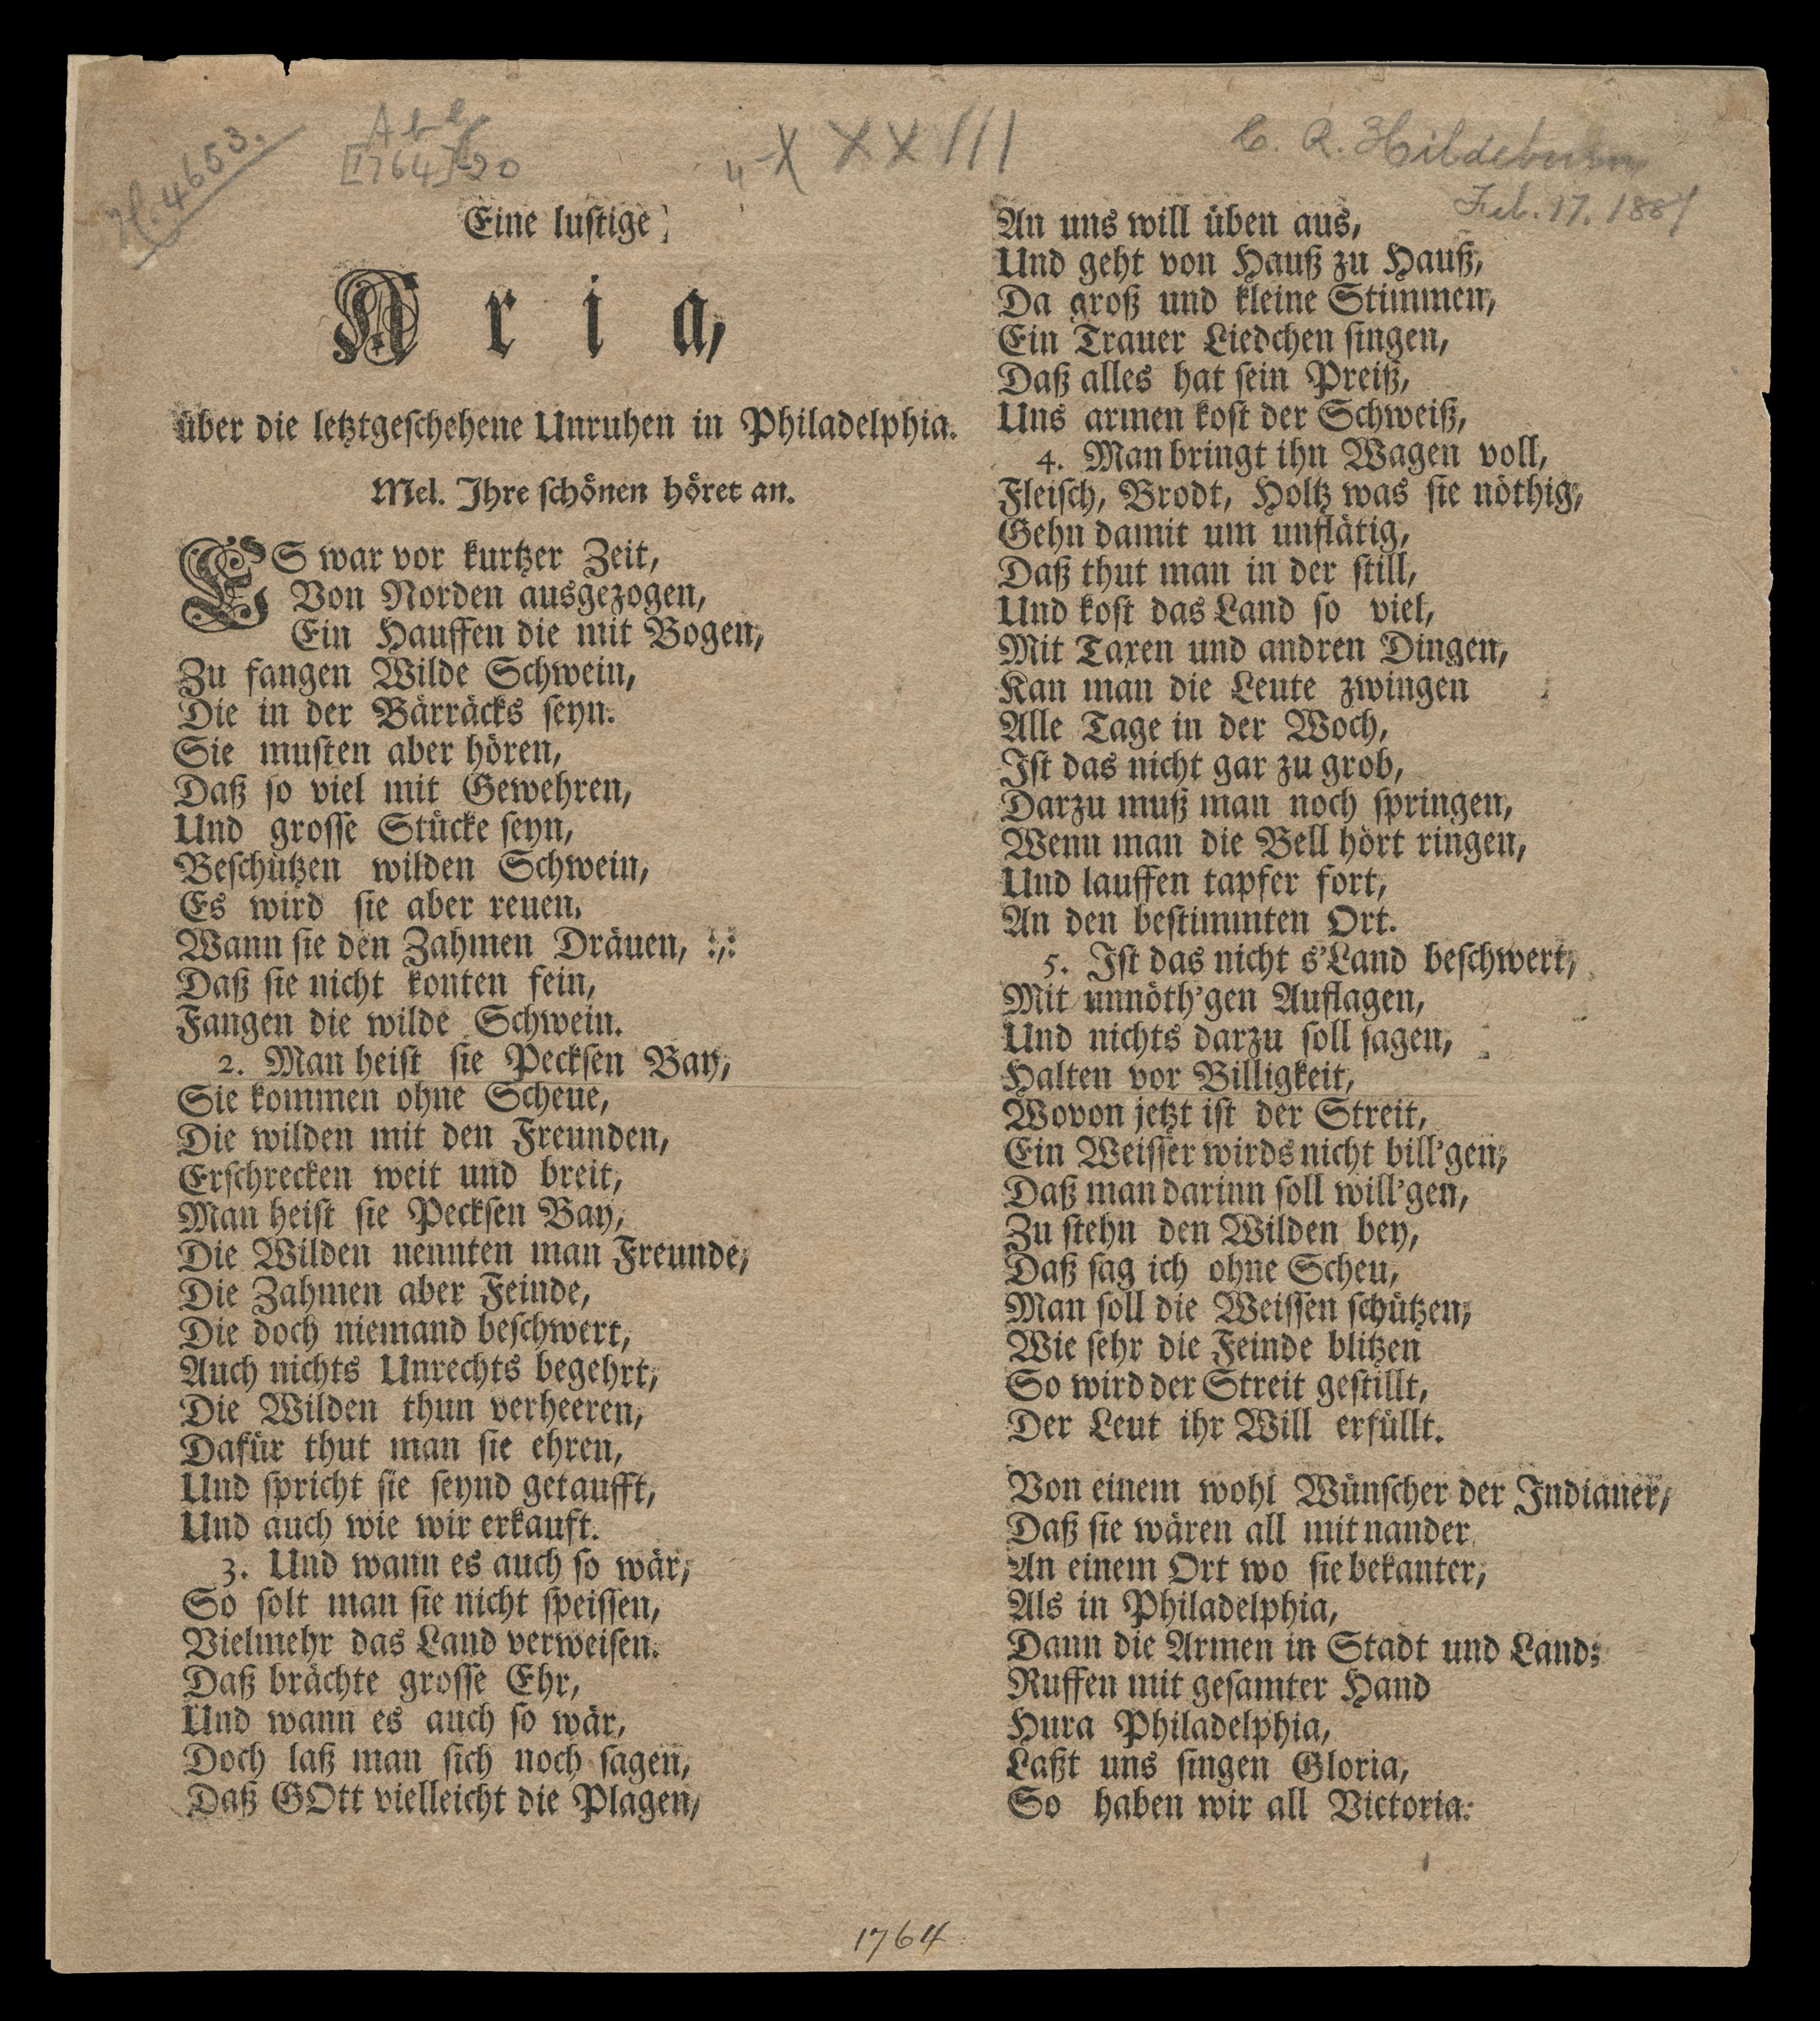 H. 4653.
Ab
[1764]-20
XXXIII
C. R. Hildeburn
Feb. 17. 188
Eine lustige
Aria,
über die letztgeschehene Unruhen in Philadelphia.
Mel. Ihre schönen höret an.
ES war vor kurtzer Zeit,
Von Norden ausgezogen,
Ein Hauffen die mit Bogen,
Zu fangen Wilde Schwein,
Die in der Bärräcks seyn.
Sie musten aber hören,
Daß so viel mit Gewehren,
Und grosse Stücke seyn,
Beschützen wilden Schwein,
Es wird sie aber reuen.
Wann sie den Zahmen Dräuen, :,:
Daß sie nicht konten fein,
Fangen die wilde Schwein.
2. Man heist sie Pecksen Bay,
Sie kommen ohne Scheue,
Die wilden mit den Freunden,
Erschrecken weit und breit,
Man heist sie Pecksen Bay,
Die Wilden nennten man Freunde,
Die Zahmen aber Feinde,
Die doch niemand beschwert,
Auch nichts Unrechts begehrt,
Die Wilden thun verheeren,
Dafür thut man sie ehren,
Und spricht sie seynd getaufft,
Und auch wie wir erkauft.
3. Und wann es auch so wär,
So solt man sie nicht speissen,
Vielmehr das Land verweisen.
Daß brächte grosse Ehr,
Und wann es auch so wär,
Doch laß man sich noch sagen,
Daß GOtt vielleicht die Plagen,
An uns will üben aus,
Und geht von Hauß zu Hauß,
Da groß und kleine Stimmen,
Ein Trauer Liedchen singen,
Daß alles hat sein Preiß,
Uns armen kost der Schweiß,
4. Man bringt ihn Wagen voll,
Fleisch, Brodt, Holtz was sie nöthig,
Gehn damit um unflätig,
Daß thut man in der still,
Und kost das Land so viel,
Mit Taxen und andren Dingen,
Kan man die Leute zwingen
Alle Tage in der Woch,
Ist das nicht gar zu grob,
Darzu muß man noch springen,
Wenn man die Bell hört ringen,
Und lauffen tapfer fort,
An den bestimmten Ort.
5. Ist das nicht s'Land beschwert,
Mit unnöth'gen Auflagen,
Und nichts darzu soll sagen,
Halten vor Billigkeit,
Wovon jetzt ist der Streit,
Ein Weisser wirds nicht bill'gen,
Daß man darinn soll will'gen,
Zu stehn den Wilden bey,
Daß sag ich ohne Scheu,
Man soll die Weissen schützen,
Wie sehr die Feinde blitzen
So wird der Streit gestillt,
Der Leut ihr Will erfüllt.
Von einem wohl Wünscher der Indianer,
Daß sie wären all mit nander
An einem Ort wo sie bekanter,
Als in Philadelphia,
Dann die Armen in Stadt und Land,
Ruffen mit gesamter Hand
Hura Philadelphia,
Laßt uns singen Gloria,
So haben wir all Victoria.
1764